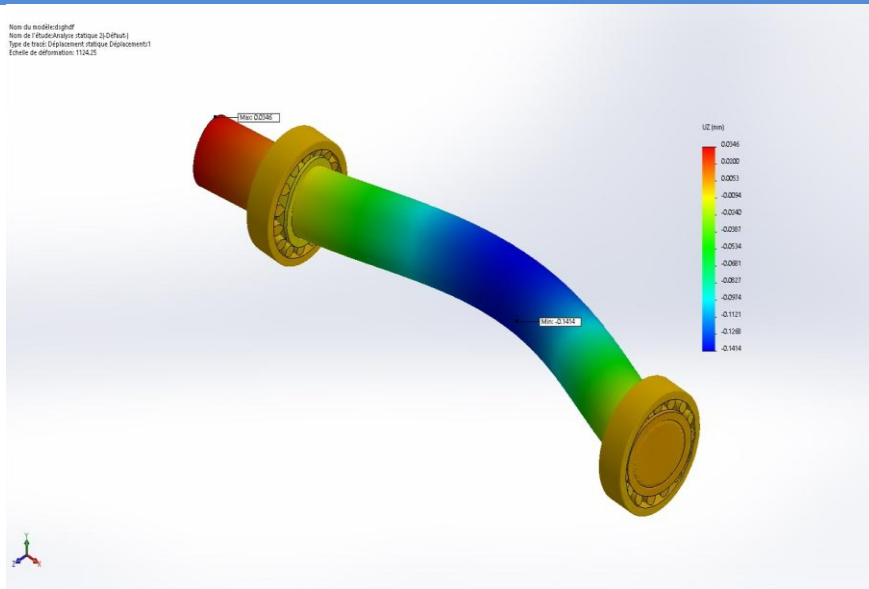 Nom du modèle:dighdf
Nom de l'étude:Analyse statique 2(-Défaut-)
Type de tracé: Déplacement statique Déplacement1
Echelle de déformation: 1124.25
Max: 0.0346
UZ (mm)
0.0346
0.0200
0.0053
-0.0094
-0.0240
-0.0387
-0.0534
-0.0681
-0.0827
-0.0974
-0.1121
-0.1268
-0.1414
Min: -0.1414
Y
Z
X